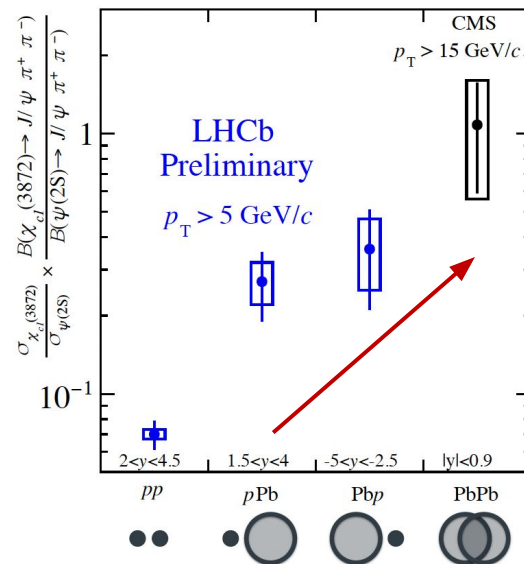 CMS
p_T > 15 GeV/c
LHCb
Preliminary
p_T > 5 GeV/c
σ_χ_c1(3872) / σ_ψ(2S) × B(χ_c1(3872)→ J/ψ π⁺ π⁻) / B(ψ(2S)→ J/ψ π⁺ π⁻)
1
10⁻¹
2<y<4.5 1.5<y<4 -5<y<-2.5 |y|<0.9
pp pPb Pbp PbPb